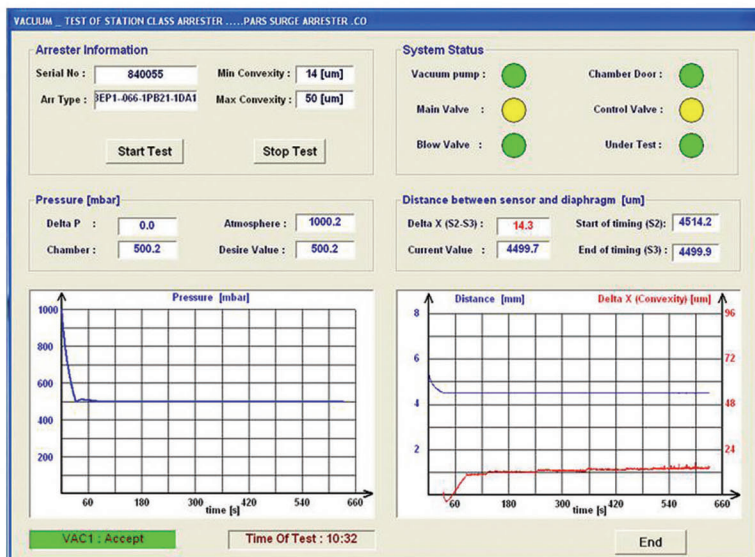 VACUUM _ TEST OF STATION CLASS ARRESTER .....PARS SURGE ARRESTER .CO
Arrester Information
Serial No : 840055 Min Convexity : 14 [um]
Arr Type : 3EP1--066-1PB21-1DA1 Max Convexity : 50 [um]
Start Test Stop Test
System Status
Vacuum pump : Chamber Door :
Main Valve : Control Valve :
Blow Valve : Under Test :
Pressure [mbar]
Delta P : 0.0 Atmosphere : 1000.2
Chamber : 500.2 Desire Value : 500.2
Distance between sensor and diaphragm [um]
Delta X (S2-S3) : 14.3 Start of timing (S2): 4514.2
Current Value : 4499.7 End of timing (S3) : 4499.9
Pressure [mbar]
1000
800
600
400
200
60 180 300 420 540 660
time [s]
Distance [mm] Delta X (Convexity) [um]
8 96
6 72
4 48
2 24
60 180 300 420 540 660
time [s]
VAC1 : Accept Time Of Test : 10:32 End